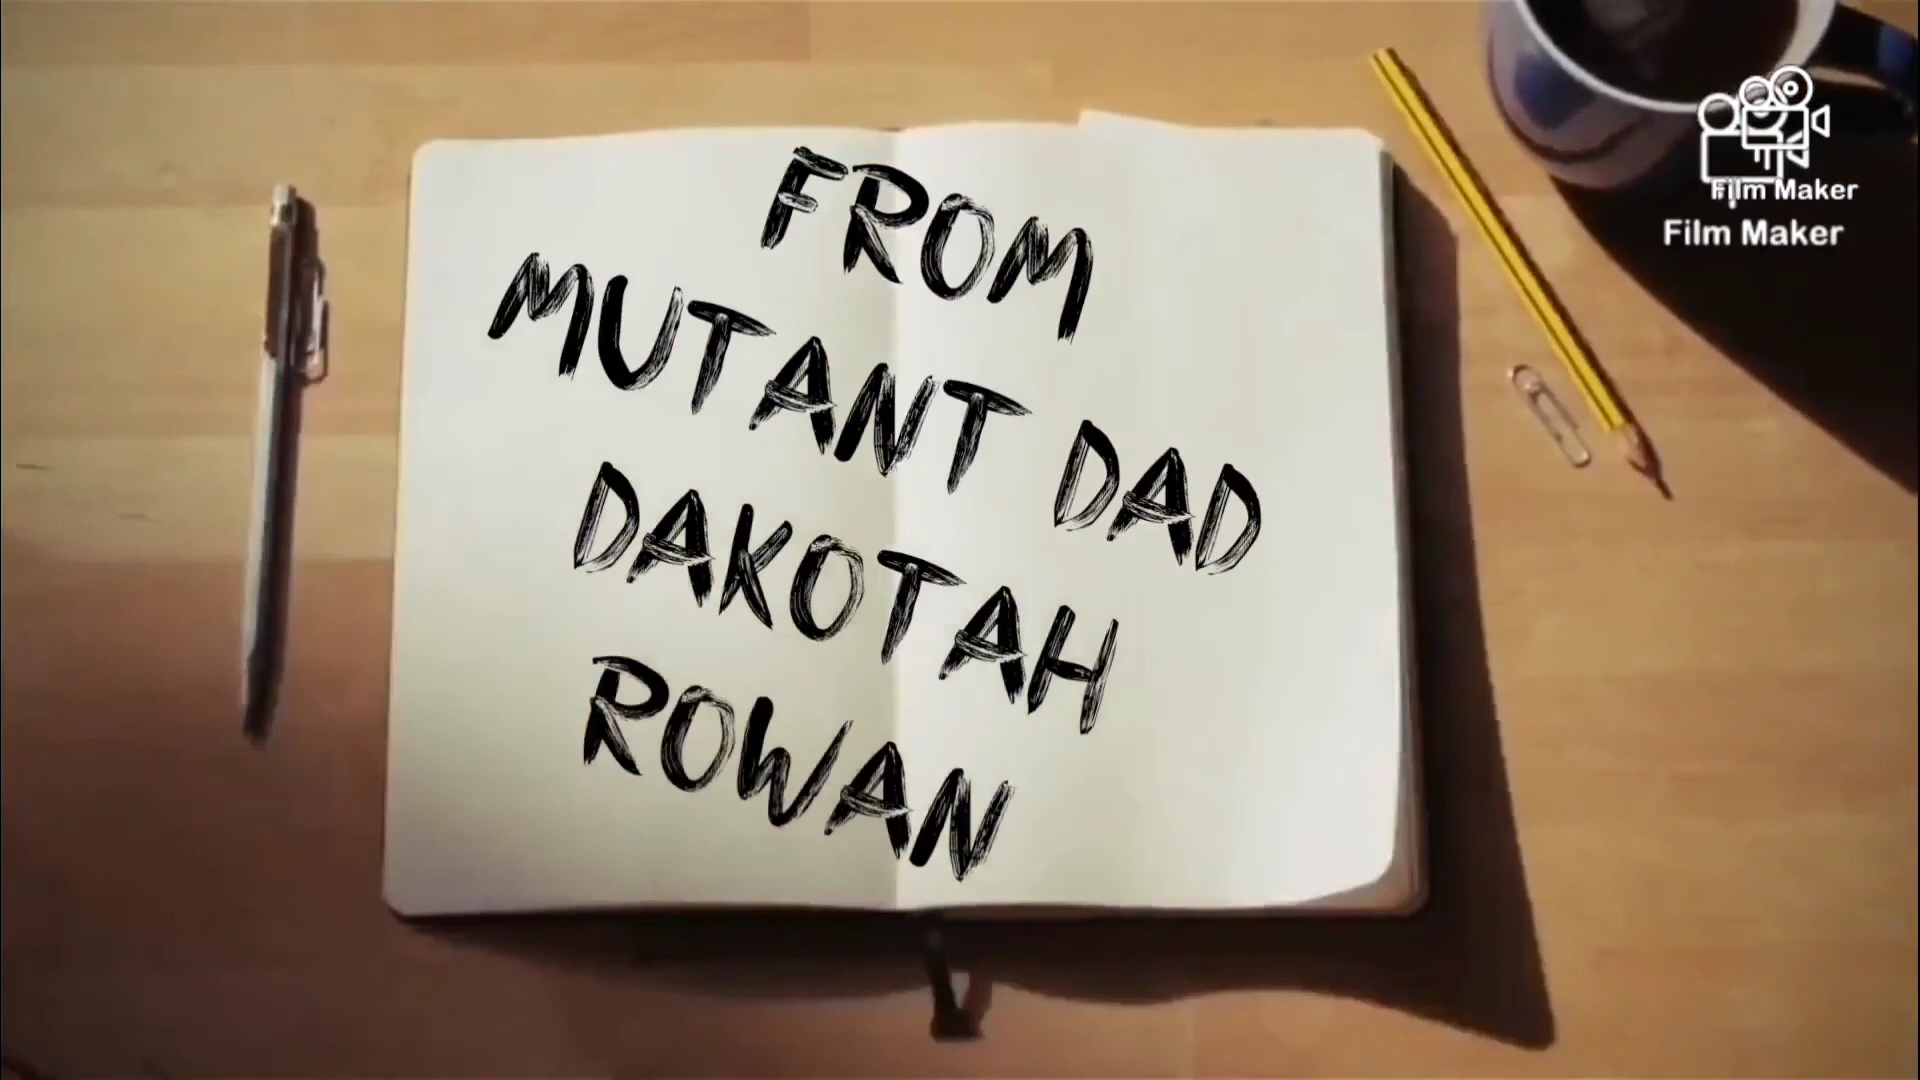 FROM
MUTANT DAD
DAKOTAH
ROWAN
Film Maker
Film Maker